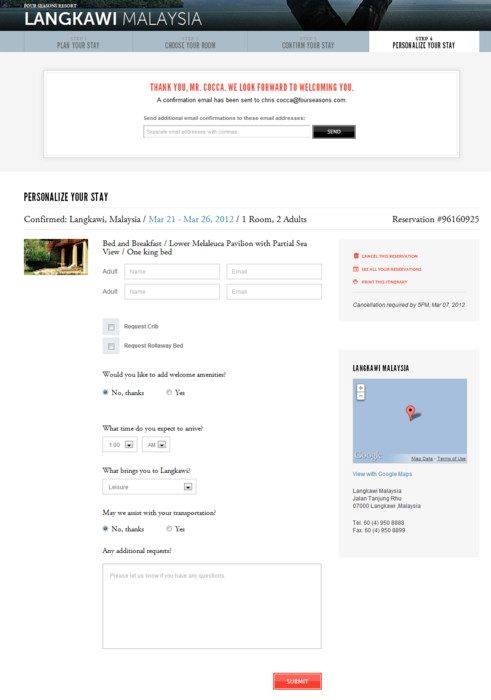 FOUR SEASONS RESORT
LANGKAWI MALAYSIA
STEP 4
PLAN YOUR STAY
CHOOSE YOUR ROOM
CONFIRM YOUR STAY
PERSONALIZE YOUR STAY
THANK YOU, MR. COCCA. WE LOOK FORWARD TO WELCOMING YOU.
A confirmation email has been sent to chris.cocca@fourseasons.com.
Send additional email confirmations to these email addresses:
Separate email addresses with commas.
SEND
PERSONALIZE YOUR STAY
Confirmed: Langkawi, Malaysia / Mar 21 - Mar 26, 2012 / 1 Room, 2 Adults
Reservation #96160925
Bed and Breakfast / Lower Melaleuca Pavilion with Partial Sea
View / One king bed
Adult Name Email
Adult Name Email
Request Crib
Request Rollaway Bed
Would you like to add welcome amenities?
No, thanks Yes
What time do you expect to arrive?
1:00 AM
What brings you to Langkawi?
Leisure
May we assist with your transportation?
No, thanks Yes
Any additional requests?
Please let us know if you have any questions.
SUBMIT
CANCEL THIS RESERVATION
SEE ALL YOUR RESERVATIONS
PRINT THIS ITINERARY
Cancellation required by 5PM, Mar 07, 2012
LANGKAWI MALAYSIA
+
−
Google
Map Data - Terms of Use
View with Google Maps
Langkawi Malaysia
Jalan Tanjung Rhu
07000 Langkawi ,Malaysia
Tel. 60 (4) 950 8888
Fax. 60 (4) 950 8899